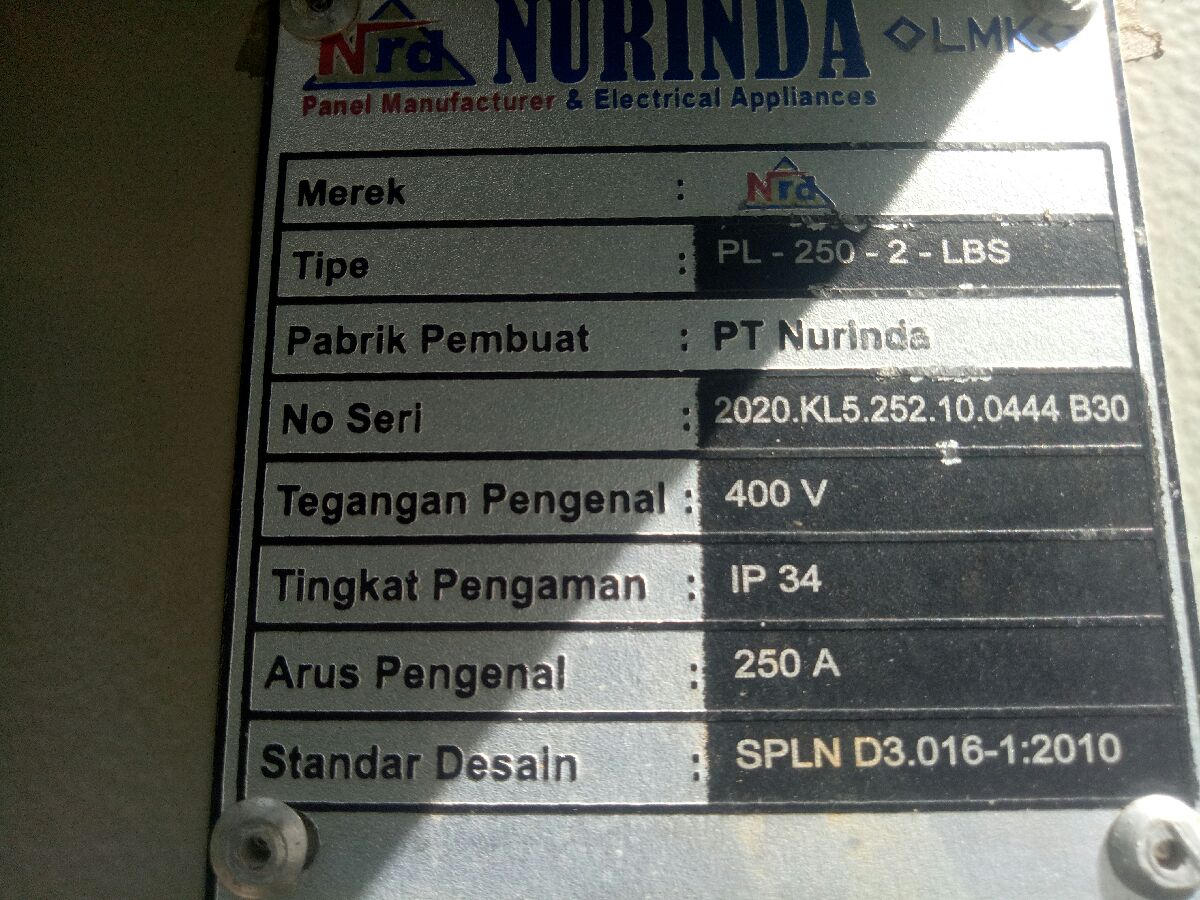 Nrd NURINDA LMK
Panel Manufacturer & Electrical Appliances
Merek : Nrd
Tipe : PL - 250 - 2 - LBS
Pabrik Pembuat : PT Nurinda
No Seri : 2020.KL5.252.10.0444 B30
Tegangan Pengenal : 400 V
Tingkat Pengaman : IP 34
Arus Pengenal : 250 A
Standar Desain : SPLN D3.016-1:2010